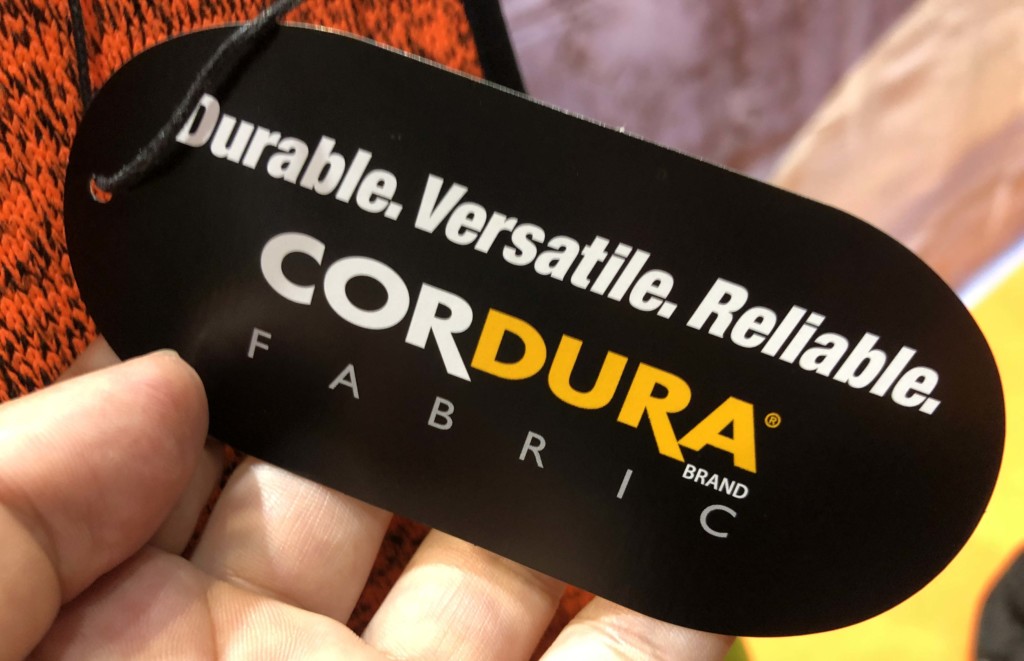 Durable. Versatile. Reliable.
CORDURA®
BRAND
FABRIC